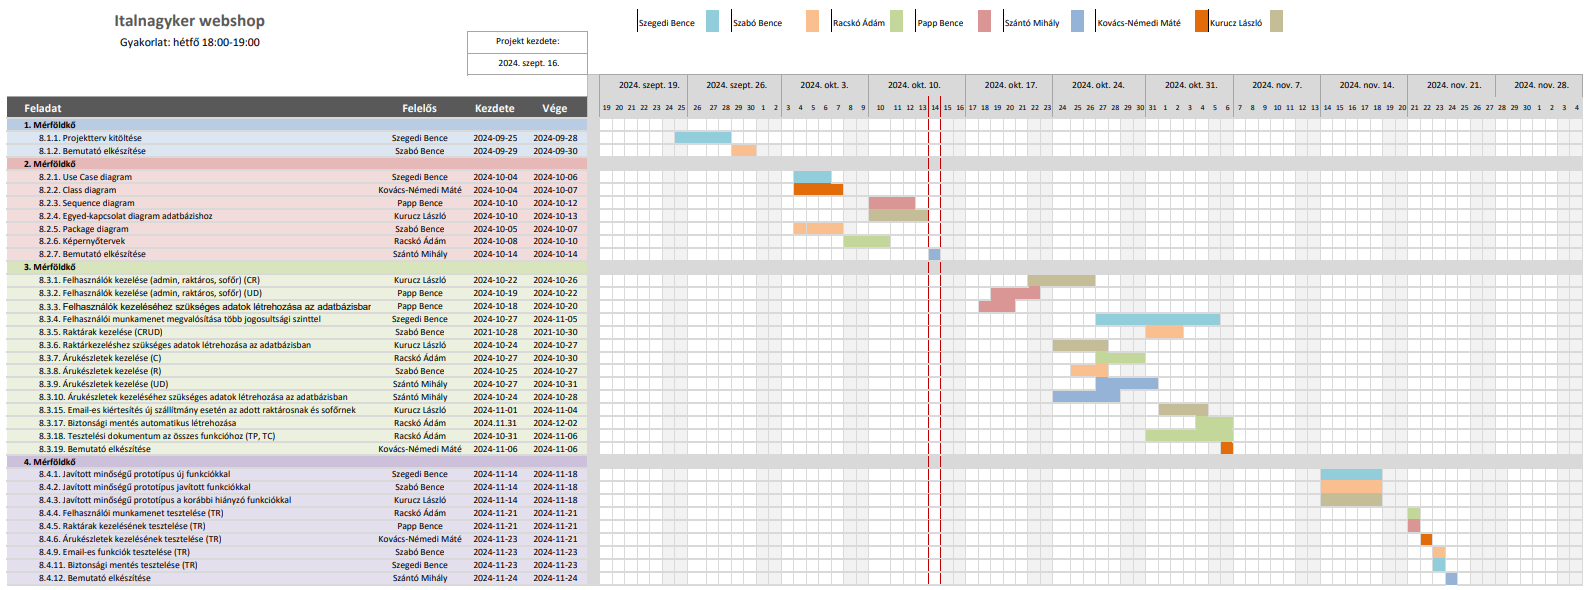 Italnagyker webshop
Gyakorlat: hétfő 18:00-19:00
Szegedi Bence Szabó Bence Racskó Ádám Papp Bence Szántó Mihály Kovács-Némedi Máté Kurucz László
Projekt kezdete:
2024. szept. 16.
2024. szept. 19. 2024. szept. 26. 2024. okt. 3. 2024. okt. 10. 2024. okt. 17. 2024. okt. 24. 2024. okt. 31. 2024. nov. 7. 2024. nov. 14. 2024. nov. 21. 2024. nov. 28.
Feladat Felelős Kezdete Vége 19 20 21 22 23 24 25 26 27 28 29 30 1 2 3 4 5 6 7 8 9 10 11 12 13 14 15 16 17 18 19 20 21 22 23 24 25 26 27 28 29 30 31 1 2 3 4 5 6 7 8 9 10 11 12 13 14 15 16 17 18 19 20 21 22 23 24 25 26 27 28 29 30 1 2 3 4
1. Mérföldkő
8.1.1. Projektterv kitöltése Szegedi Bence 2024-09-25 2024-09-28
8.1.2. Bemutató elkészítése Szabó Bence 2024-09-29 2024-09-30
2. Mérföldkő
8.2.1. Use Case diagram Szegedi Bence 2024-10-04 2024-10-06
8.2.2. Class diagram Kovács-Némedi Máté 2024-10-04 2024-10-07
8.2.3. Sequence diagram Papp Bence 2024-10-10 2024-10-12
8.2.4. Egyed-kapcsolat diagram adatbázishoz Kurucz László 2024-10-10 2024-10-13
8.2.5. Package diagram Szabó Bence 2024-10-05 2024-10-07
8.2.6. Képernyőtervek Racskó Ádám 2024-10-08 2024-10-10
8.2.7. Bemutató elkészítése Szántó Mihály 2024-10-14 2024-10-14
3. Mérföldkő
8.3.1. Felhasználók kezelése (admin, raktáros, sofőr) (CR) Kurucz László 2024-10-22 2024-10-26
8.3.2. Felhasználók kezelése (admin, raktáros, sofőr) (UD) Papp Bence 2024-10-19 2024-10-22
8.3.3. Felhasználók kezeléséhez szükséges adatok létrehozása az adatbázisbar Papp Bence 2024-10-18 2024-10-20
8.3.4. Felhasználói munkamenet megvalósítása több jogosultsági szinttel Szegedi Bence 2024-10-27 2024-11-05
8.3.5. Raktárak kezelése (CRUD) Szabó Bence 2021-10-28 2021-10-30
8.3.6. Raktárkezeléshez szükséges adatok létrehozása az adatbázisban Kurucz László 2024-10-24 2024-10-27
8.3.7. Árukészletek kezelése (C) Racskó Ádám 2024-10-27 2024-10-30
8.3.8. Árukészletek kezelése (R) Szabó Bence 2024-10-25 2024-10-27
8.3.9. Árukészletek kezelése (UD) Szántó Mihály 2024-10-27 2024-10-31
8.3.10. Árukészletek kezeléséhez szükséges adatok létrehozása az adatbázisban Szántó Mihály 2024-10-24 2024-10-28
8.3.15. Email-es kiértesítés új szállítmány esetén az adott raktárosnak és sofőrnek Kurucz László 2024-11-01 2024-11-04
8.3.17. Biztonsági mentés automatikus létrehozása Racskó Ádám 2024.11.31 2024-12-02
8.3.18. Tesztelési dokumentum az összes funkcióhoz (TP, TC) Racskó Ádám 2024-10-31 2024-11-06
8.3.19. Bemutató elkészítése Kovács-Némedi Máté 2024-11-06 2024-11-06
4. Mérföldkő
8.4.1. Javított minőségű prototípus új funkciókkal Szegedi Bence 2024-11-14 2024-11-18
8.4.2. Javított minőségű prototípus javított funkciókkal Szabó Bence 2024-11-14 2024-11-18
8.4.3. Javított minőségű prototípus a korábbi hiányzó funkciókkal Kurucz László 2024-11-14 2024-11-18
8.4.4. Felhasználói munkamenet tesztelése (TR) Racskó Ádám 2024-11-21 2024-11-21
8.4.5. Raktárak kezelésének tesztelése (TR) Papp Bence 2024-11-21 2024-11-21
8.4.6. Árukészletek kezelésének tesztelése (TR) Kovács-Némedi Máté 2024-11-23 2024-11-21
8.4.9. Email-es funkciók tesztelése (TR) Szabó Bence 2024-11-23 2024-11-23
8.4.11. Biztonsági mentés tesztelése (TR) Szegedi Bence 2024-11-23 2024-11-23
8.4.12. Bemutató elkészítése Szántó Mihály 2024-11-24 2024-11-24